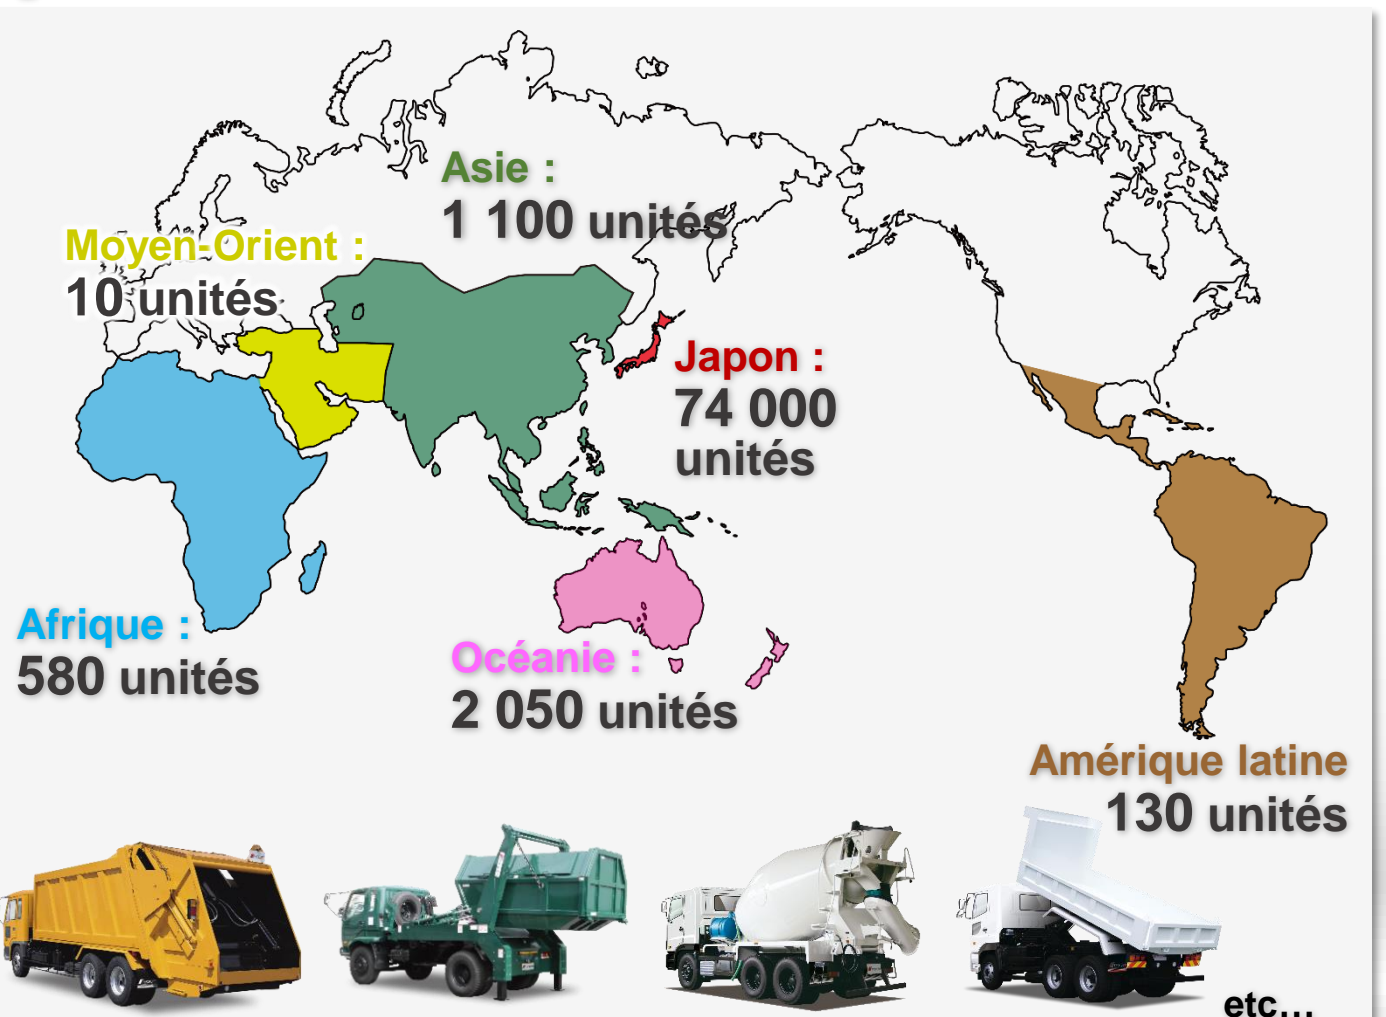 Asie :
1 100 unités
Moyen-Orient :
10 unités
Japon :
74 000
unités
Afrique :
580 unités
Océanie :
2 050 unités
Amérique latine
130 unités
etc...